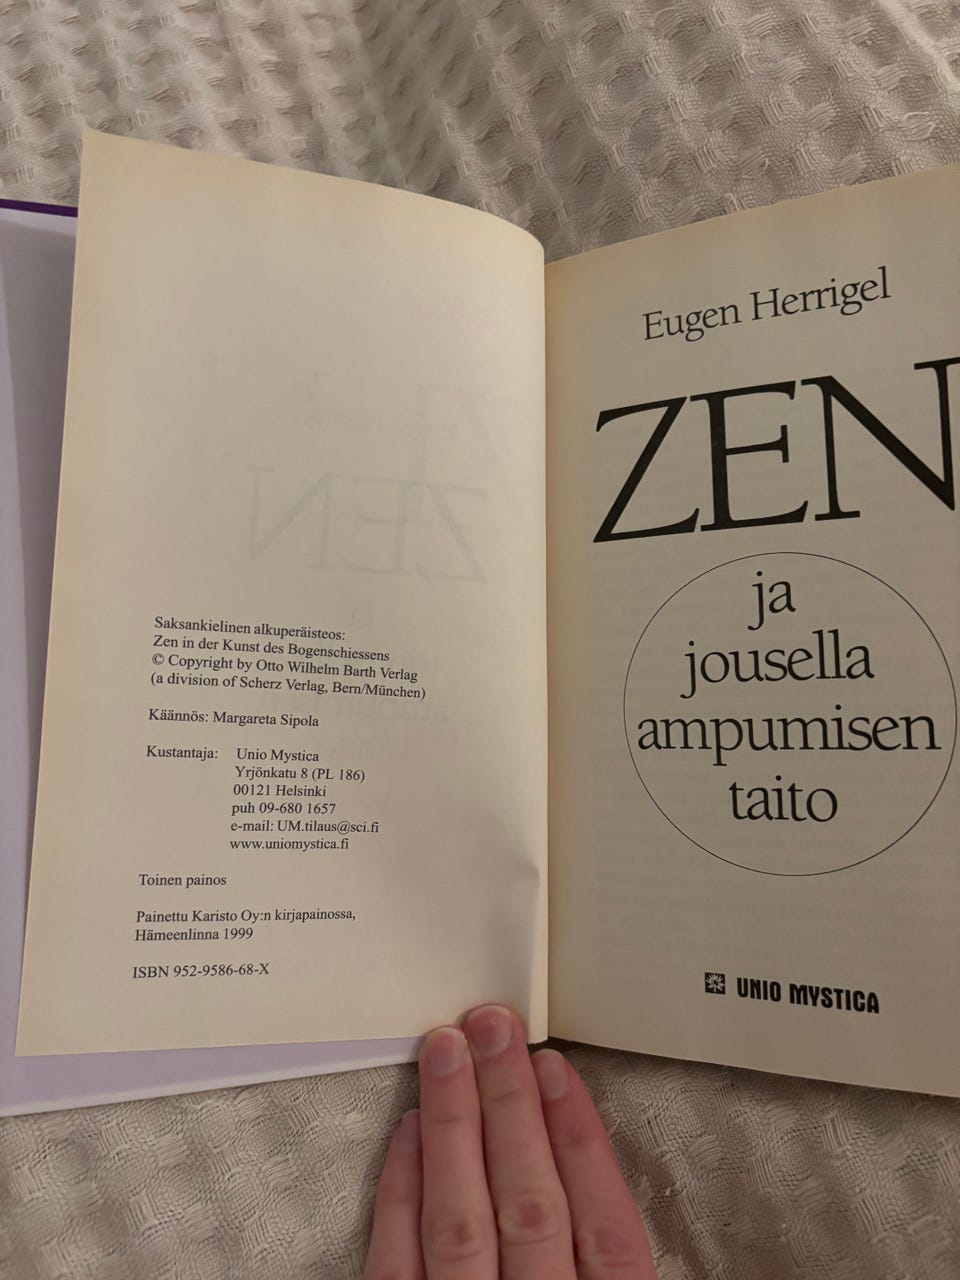 Saksankielinen alkuperäisteos:
Zen in der Kunst des Bogenschiessens
© Copyright by Otto Wilhelm Barth Verlag
(a division of Scherz Verlag, Bern/München)
Käännös: Margareta Sipola
Kustantaja: Unio Mystica
Yrjönkatu 8 (PL 186)
00121 Helsinki
puh 09-680 1657
e-mail: UM.tilaus@sci.fi
www.uniomystica.fi
Toinen painos
Painettu Karisto Oy:n kirjapainossa,
Hämeenlinna 1999
ISBN 952-9586-68-X
Eugen Herrigel
ZEN
ja
jousella
ampumisen
taito
UNIO MYSTICA